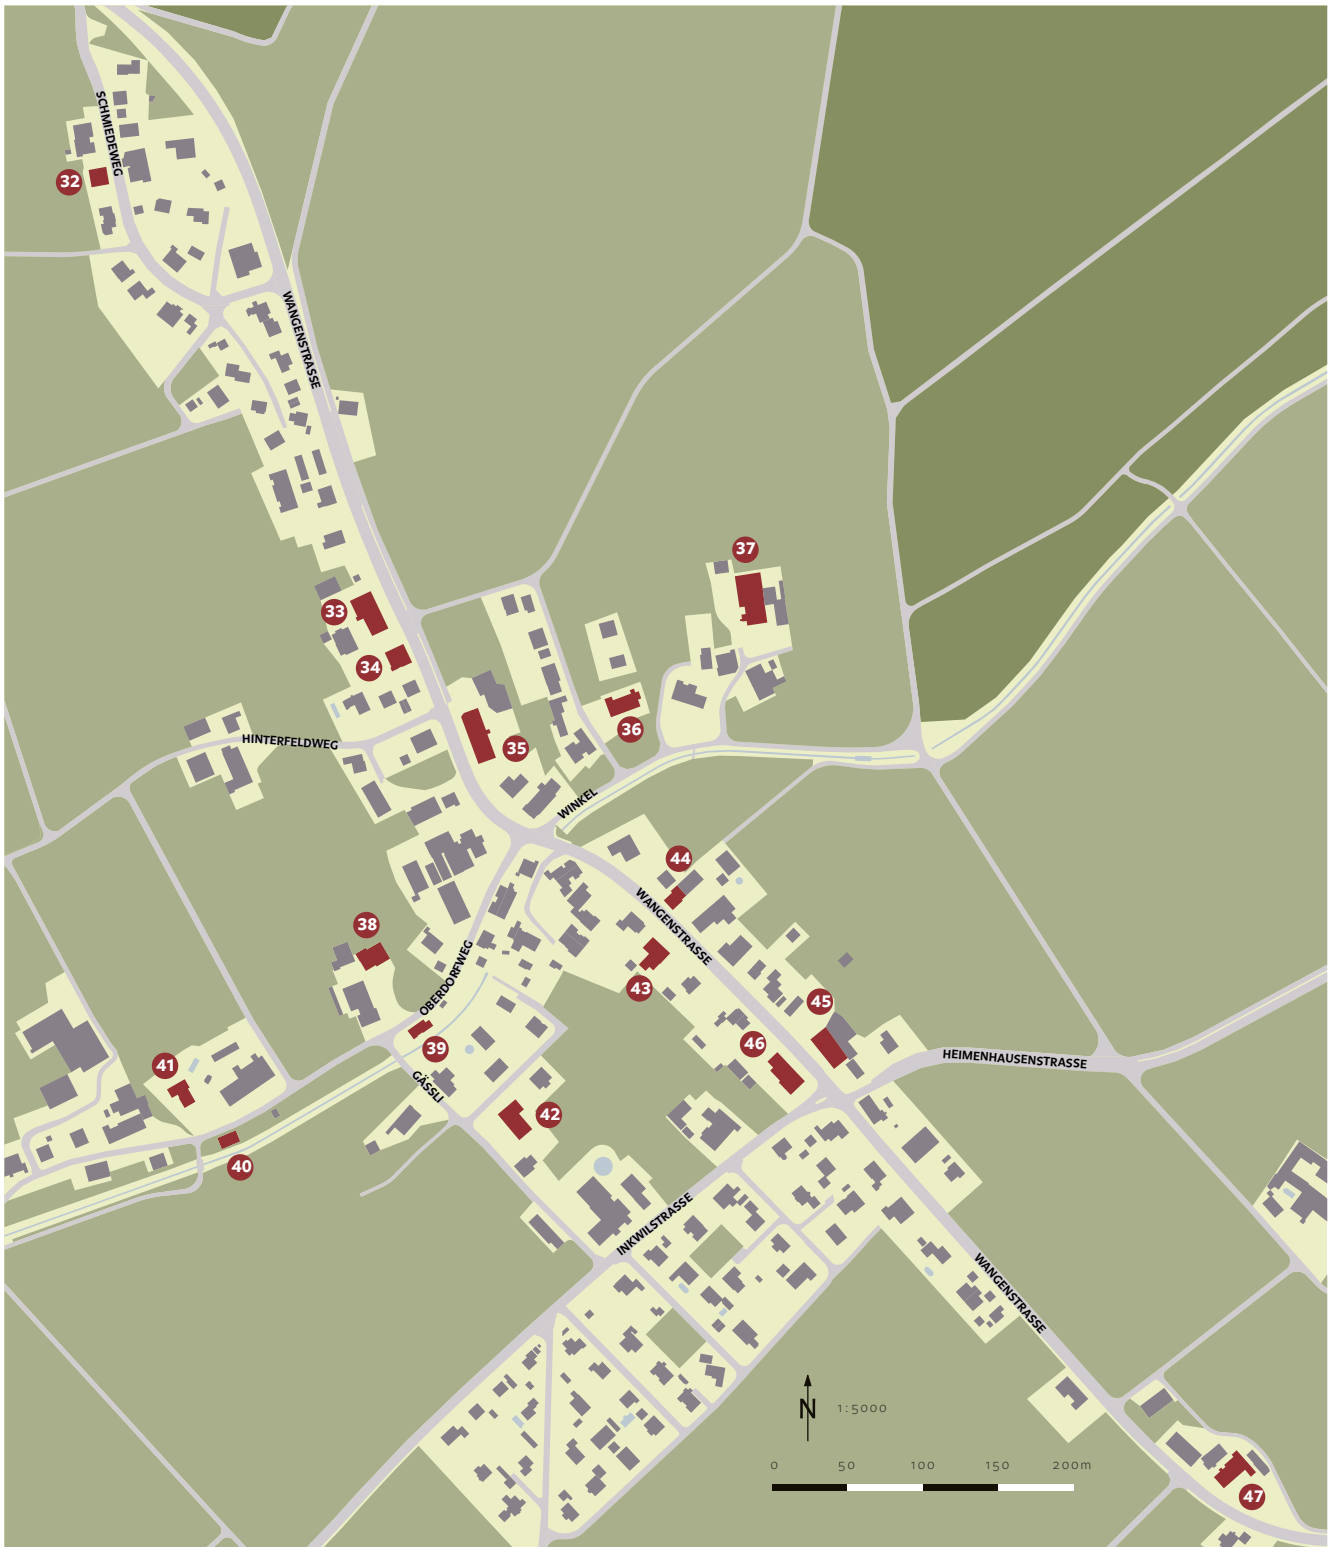 SCHMIEDEWEG
32
WANGENSTRASSE
37
33
34
36
35
HINTERFELDWEG
WINKEL
44
WANGENSTRASSE
38
OBERDORFWEG
43
45
39
46
HEIMENHAUSENSTRASSE
41
GÄSSLI
42
40
INKWILSTRASSE
WANGENSTRASSE
N 1:5000
0 50 100 150 200m
47